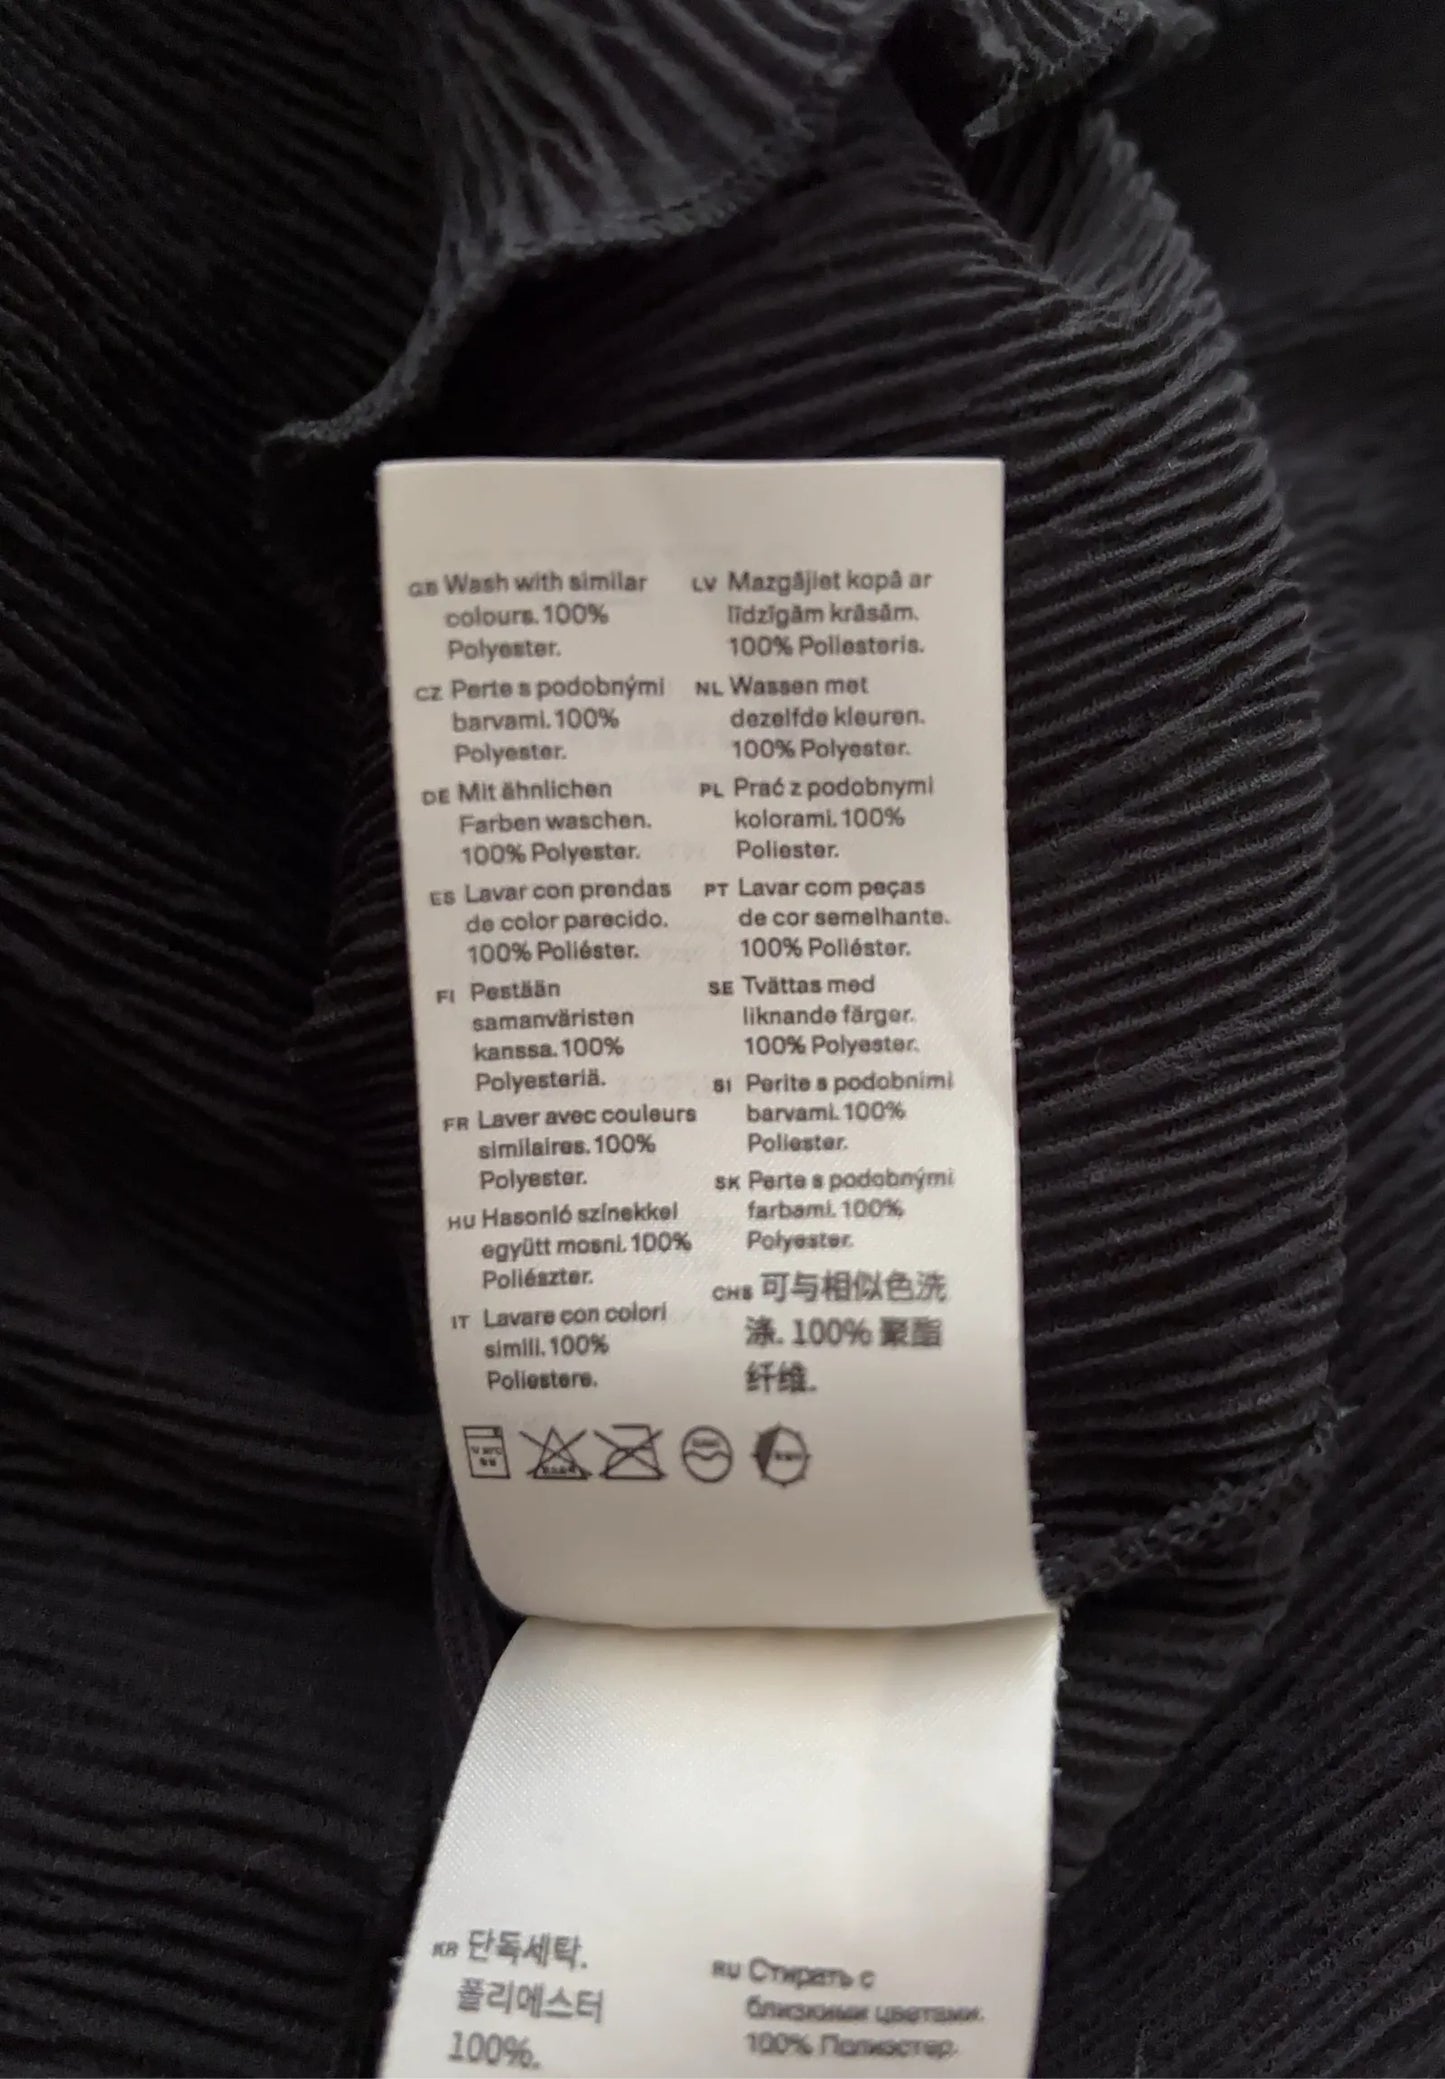 GB Wash with similar
colours. 100%
Polyester.
CZ Perte s podobnými
barvami. 100%
Polyester.
DE Mit ähnlichen
Farben waschen.
100% Polyester.
ES Lavar con prendas
de color parecido.
100% Poliéster.
FI Pestään
samanväristen
kanssa. 100%
Polyesteriä.
FR Laver avec couleurs
similaires. 100%
Polyester.
HU Hasonló színekkel
együtt mosni. 100%
Poliészter.
IT Lavare con colori
simili. 100%
Poliestere.
LV Mazgâjiet kopâ ar
līdzīgām krāsām.
100% Poliesteris.
NL Wassen met
dezelfde kleuren.
100% Polyester.
PL Prać z podobnymi
kolorami. 100%
Poliester.
PT Lavar com peças
de cor semelhante.
100% Poliéster.
SE Tvättas med
liknande färger.
100% Polyester.
SI Perite s podobnimi
barvami. 100%
Poliester.
SK Perte s podobnými
farbami. 100%
Polyester.
CHS 可与相似色洗
涤. 100% 聚酯
纤维.
KR 단독세탁.
폴리에스터
100%.
RU Стирать с
близкими цветами.
100% Полиэстер.